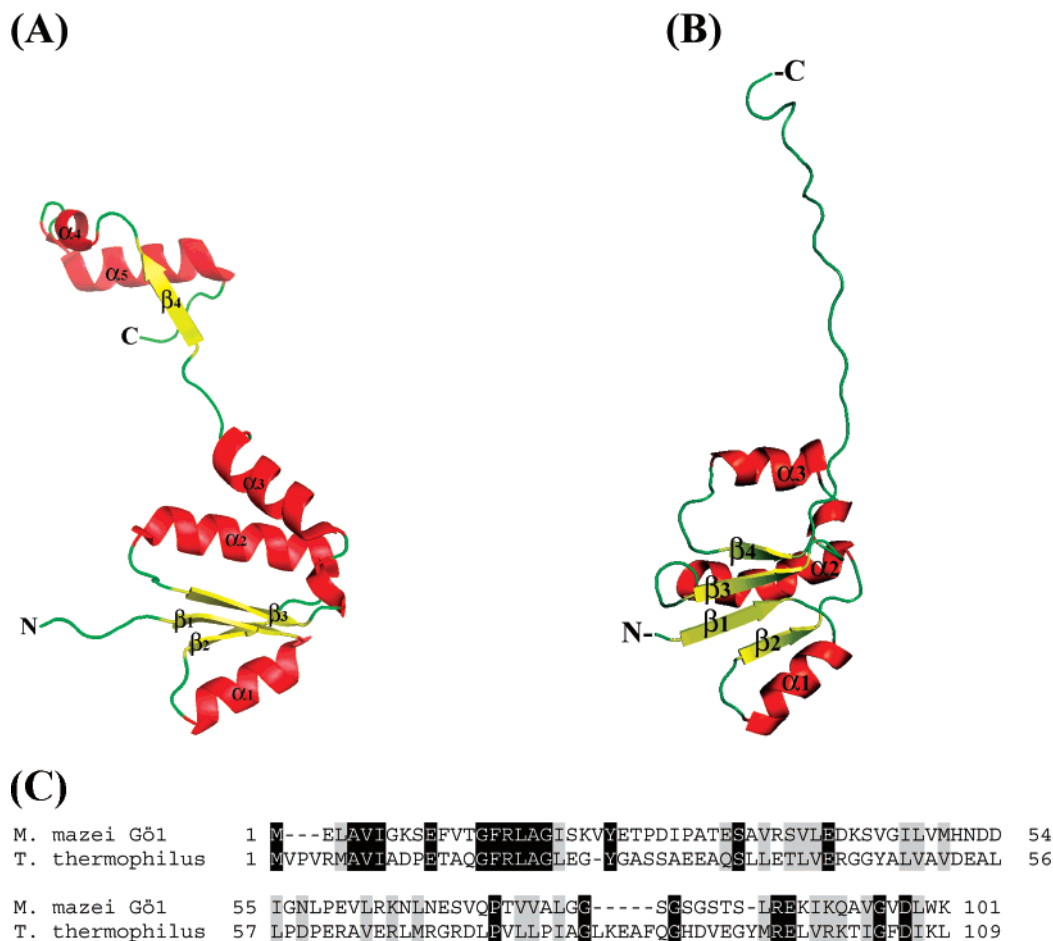 (A)
(B)
-C
α4
α5
β4
C
α3
α2
N
β1
β3
β2
α1
α3
β4
α2
β3
N-
β1
β2
α1
(C)
M. mazei Gö1 1 M---ELAVIGKSEFVTGFRLAGISKVYETPDIPATESAVRSVLEDKSVGILVMHNDD 54
T. thermophilus 1 MVPVRMAVIADPETAQGFRLAGLEG-YGASSAEEAQSLLETLVERGGYALVAVDEAL 56
M. mazei Gö1 55 IGNLPEVLRKNLNESVQPTVVALGG-----SGSGSTS-LREKIKQAVGVDLWK 101
T. thermophilus 57 LPDPERAVERLMRGRDLPVLLPIAGLKEAFQGHDVEGYMRELVRKTIGFDIKL 109